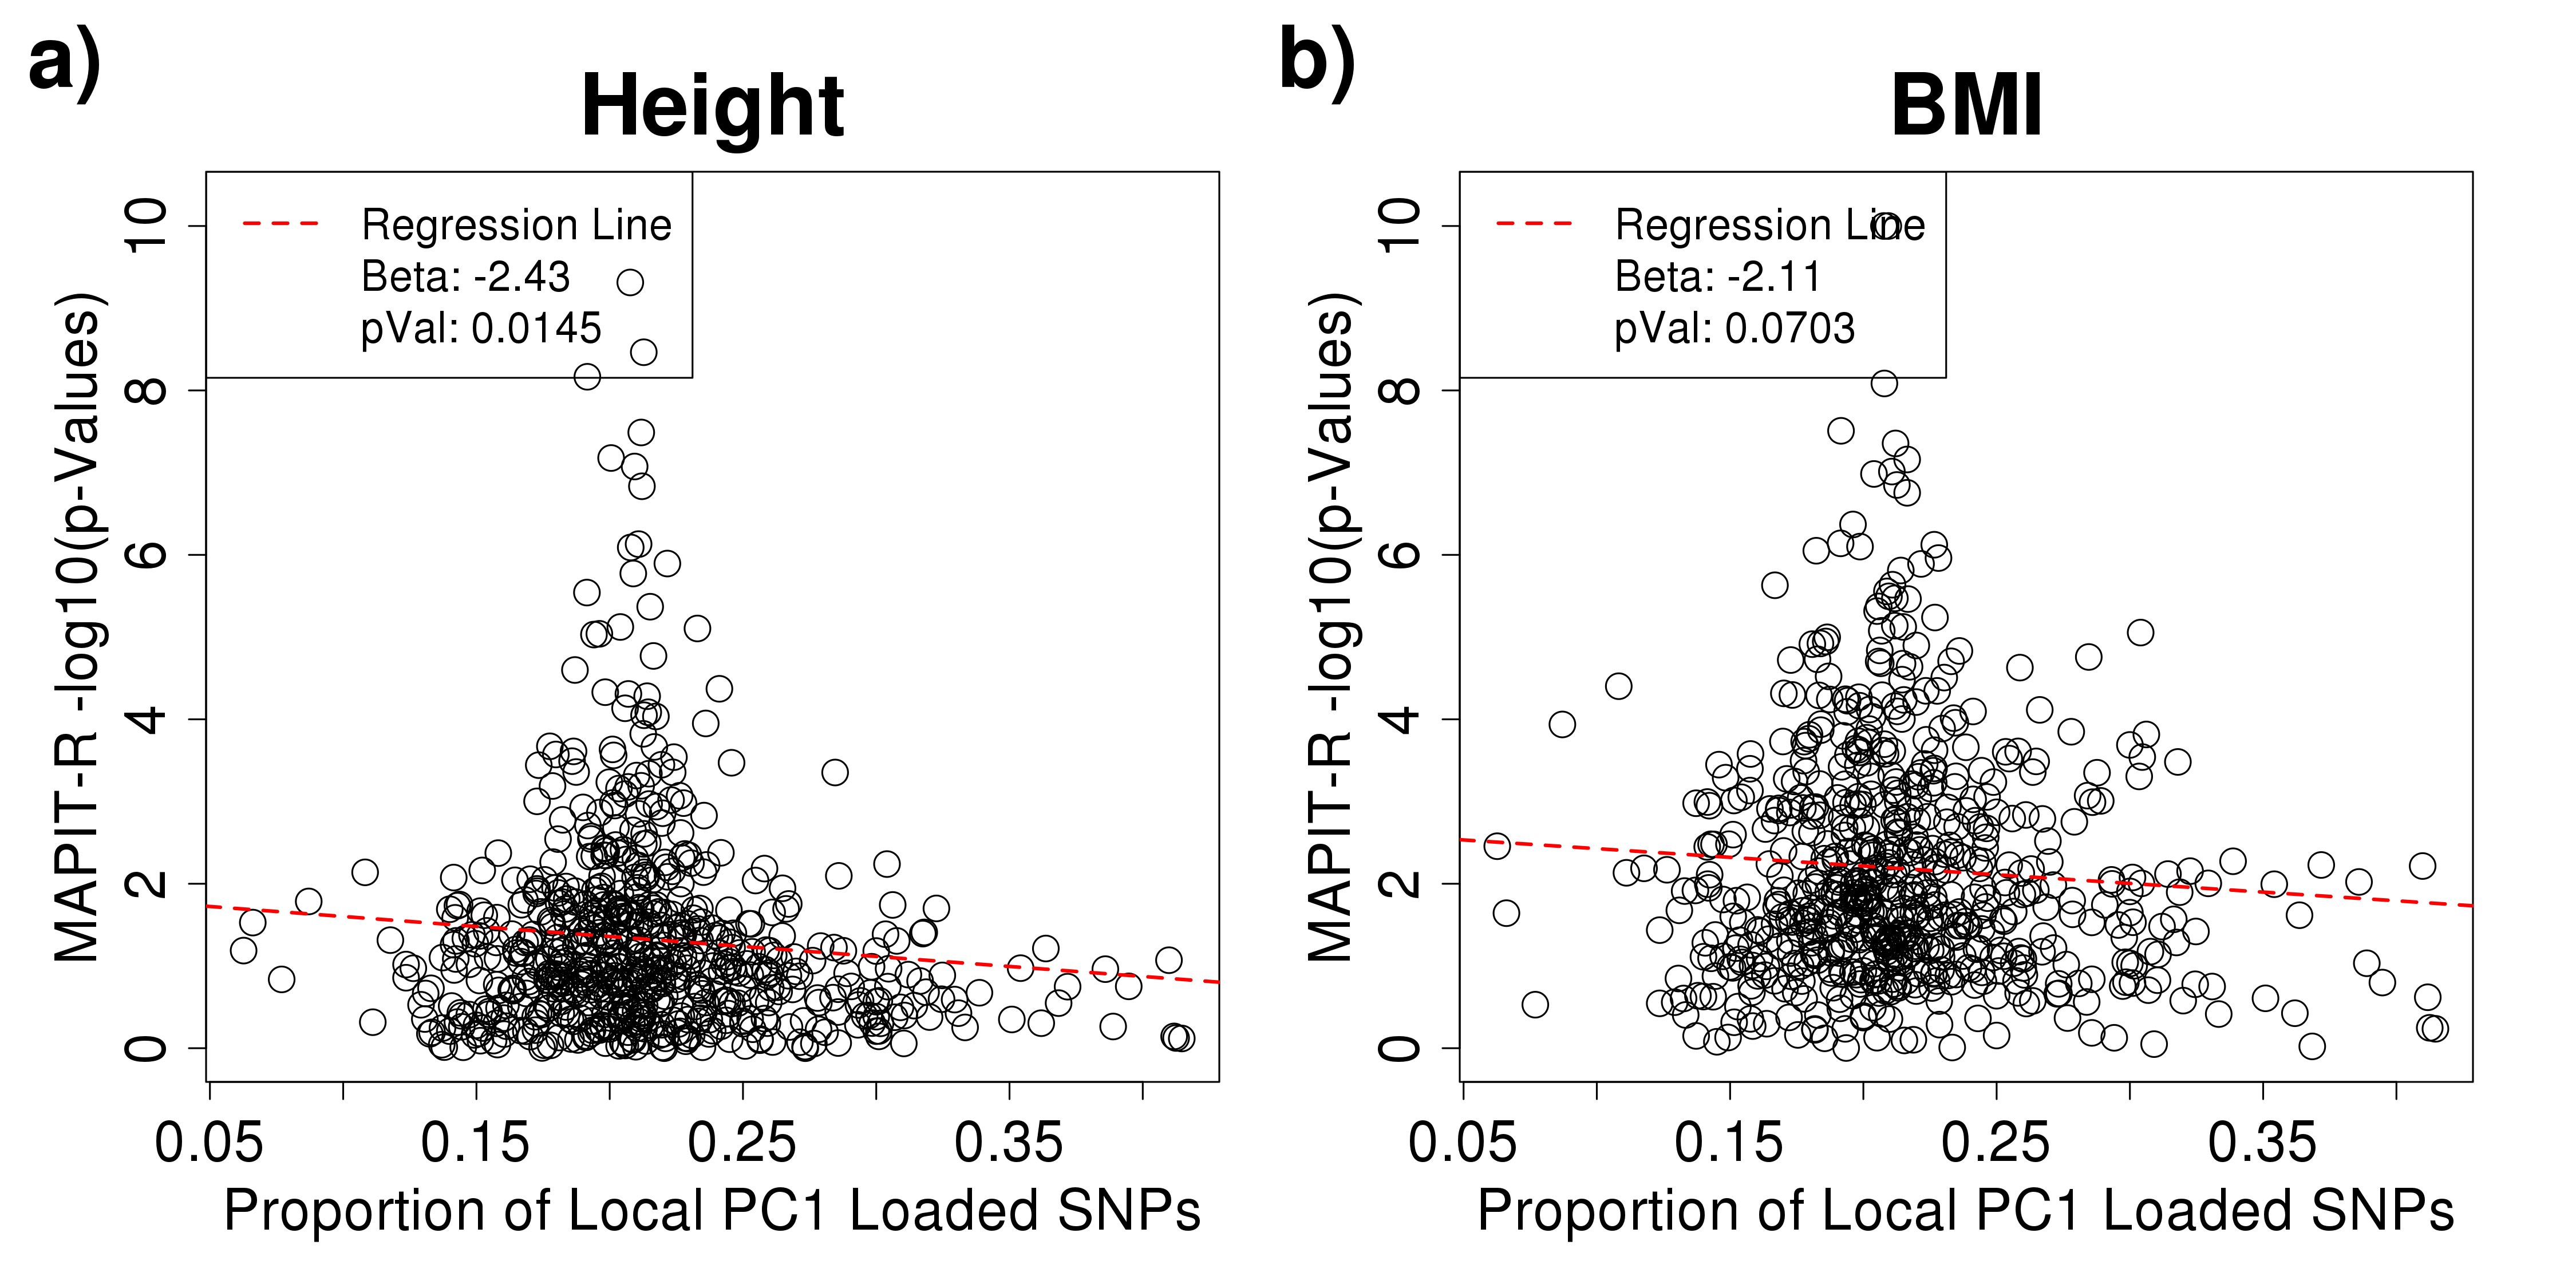 a)
Height
Regression Line
Beta: -2.43
pVal: 0.0145
MAPIT-R -log10(p-Values)
10
8
6
4
2
0
0.05 0.15 0.25 0.35
Proportion of Local PC1 Loaded SNPs
b)
BMI
Regression Line
Beta: -2.11
pVal: 0.0703
MAPIT-R -log10(p-Values)
10
8
6
4
2
0
0.05 0.15 0.25 0.35
Proportion of Local PC1 Loaded SNPs